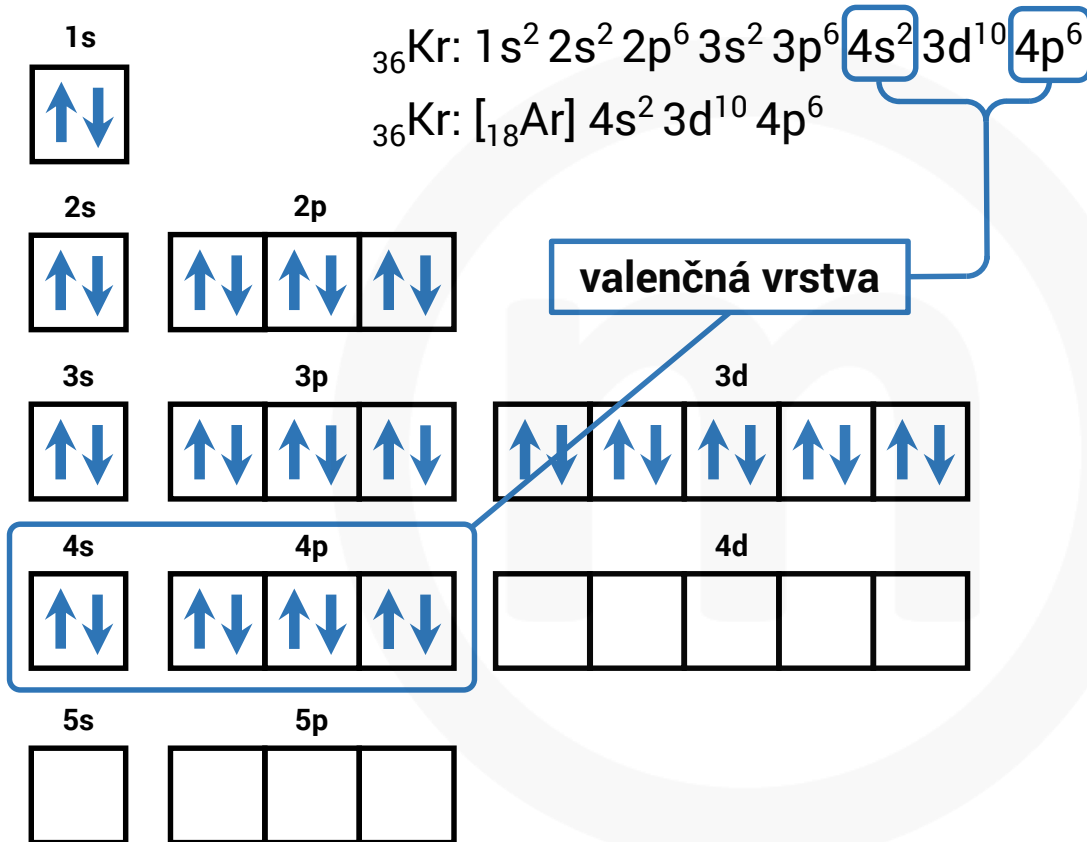 1s
₃₆Kr: 1s² 2s² 2p⁶ 3s² 3p⁶ 4s² 3d¹⁰ 4p⁶
₃₆Kr: [₁₈Ar] 4s² 3d¹⁰ 4p⁶
2s 2p
valenčná vrstva
3s 3p 3d
4s 4p 4d
5s 5p